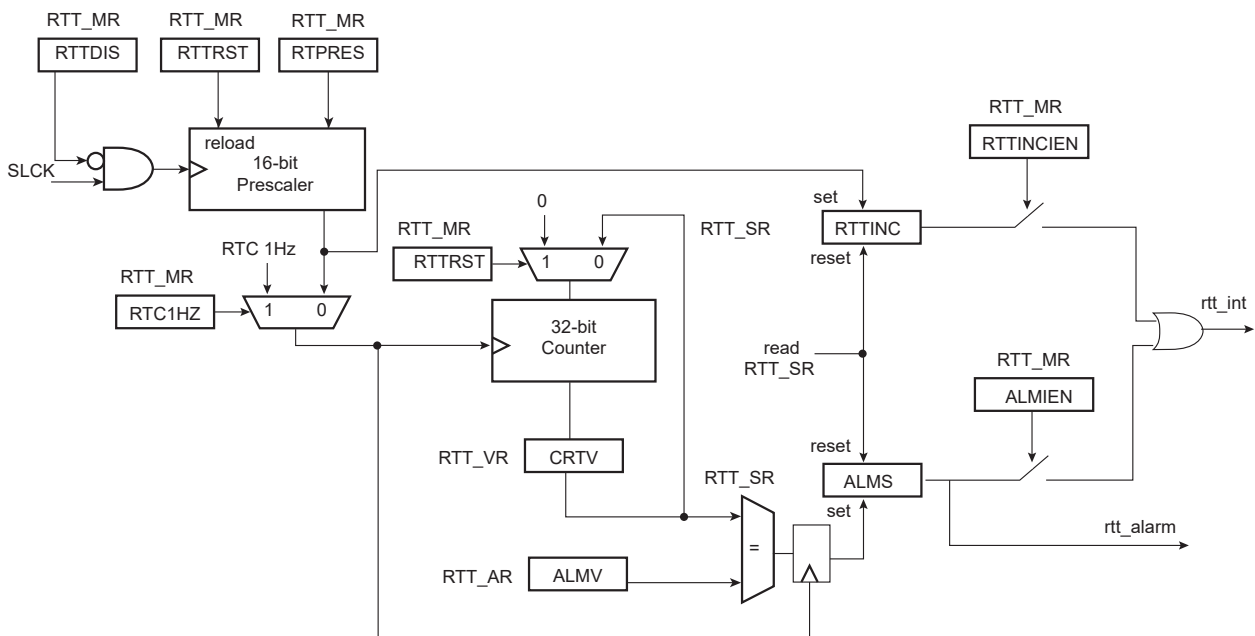 RTT_MR
RTT_MR
RTT_MR
RTTDIS
RTTRST
RTPRES
reload
16-bit
Prescaler
SLCK
RTT_MR
RTTINCIEN
set
RTTINC
reset
RTT_SR
0
RTT_MR
RTTRST
1 0
RTC 1Hz
RTT_MR
RTC1HZ
1 0
32-bit
Counter
read
RTT_SR
rtt_int
RTT_MR
ALMIEN
reset
ALMS
set
RTT_VR
CRTV
RTT_SR
=
rtt_alarm
RTT_AR
ALMV